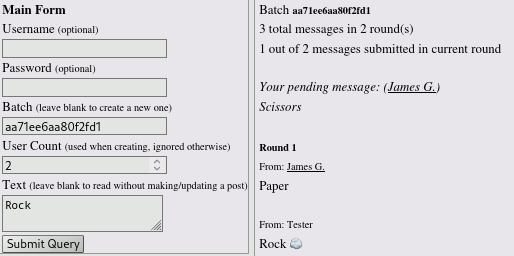 Main Form
Username (optional)
Password (optional)
Batch (leave blank to create a new one)
aa71ee6aa80f2fd1
User Count (used when creating, ignored otherwise)
2
Text (leave blank to read without making/updating a post)
Rock
Submit Query
Batch aa71ee6aa80f2fd1
3 total messages in 2 round(s)
1 out of 2 messages submitted in current round
Your pending message: (James G.)
Scissors
Round 1
From: James G.
Paper
From: Tester
Rock 🪨